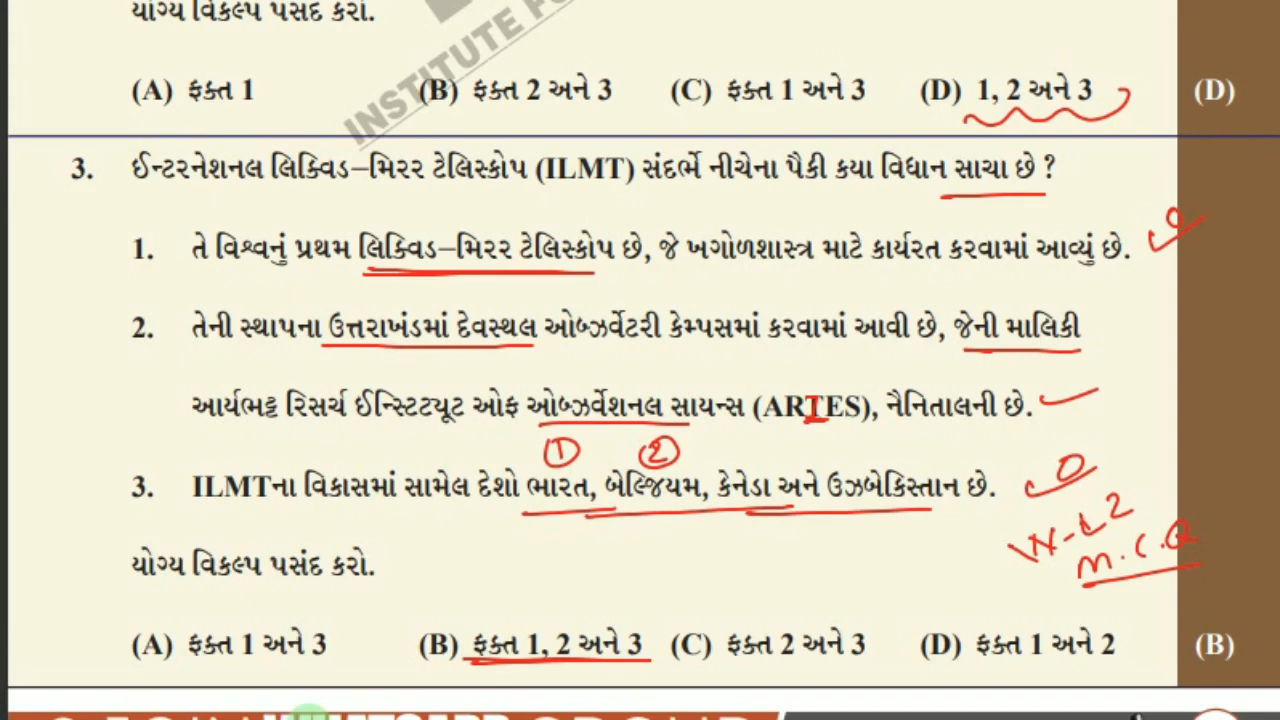 યોગ્ય વિકલ્પ પસંદ કરો.
INSTITUTE
(A) ફક્ત 1 (B) ફક્ત 2 અને 3 (C) ફક્ત 1 અને 3 (D) 1, 2 અને 3 (D)
3. ઈન્ટરનેશનલ લિક્વિડ–મિરર ટેલિસ્કોપ (ILMT) સંદર્ભે નીચેના પૈકી કયા વિધાન સાચા છે ?
1. તે વિશ્વનું પ્રથમ લિક્વિડ–મિરર ટેલિસ્કોપ છે, જે ખગોળશાસ્ત્ર માટે કાર્યરત કરવામાં આવ્યું છે.
2. તેની સ્થાપના ઉત્તરાખંડમાં દેવસ્થલ ઓબ્ઝર્વેટરી કેમ્પસમાં કરવામાં આવી છે, જેની માલિકી
આર્યભટ્ટ રિસર્ચ ઈન્સ્ટિટ્યૂટ ઓફ ઓબ્ઝર્વેશનલ સાયન્સ (ARIES), નૈનિતાલની છે.
1 2
3. ILMTના વિકાસમાં સામેલ દેશો ભારત, બેલ્જિયમ, કેનેડા અને ઉઝબેકિસ્તાન છે.
M.C.Q
યોગ્ય વિકલ્પ પસંદ કરો.
(A) ફક્ત 1 અને 3 (B) ફક્ત 1, 2 અને 3 (C) ફક્ત 2 અને 3 (D) ફક્ત 1 અને 2 (B)